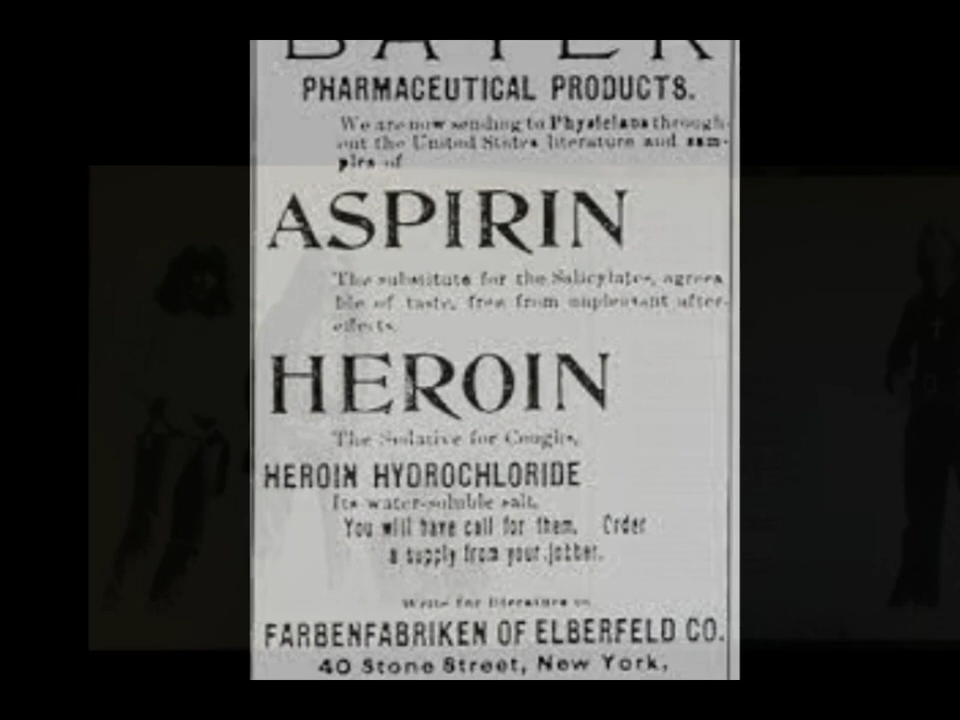 BAYER
PHARMACEUTICAL PRODUCTS.
We are now sending to Physicians through-
out the United States literature and sam-
ples of
ASPIRIN
The substitute for the Salicylates, agreea
ble of taste, free from unpleasant after-
effects.
HEROIN
The Sedative for Coughs,
HEROIN HYDROCHLORIDE
Its water-soluble salt.
You will have call for them. Order
a supply from your jobber.
Write for literature to
FARBENFABRIKEN OF ELBERFELD CO.
40 Stone Street, New York,